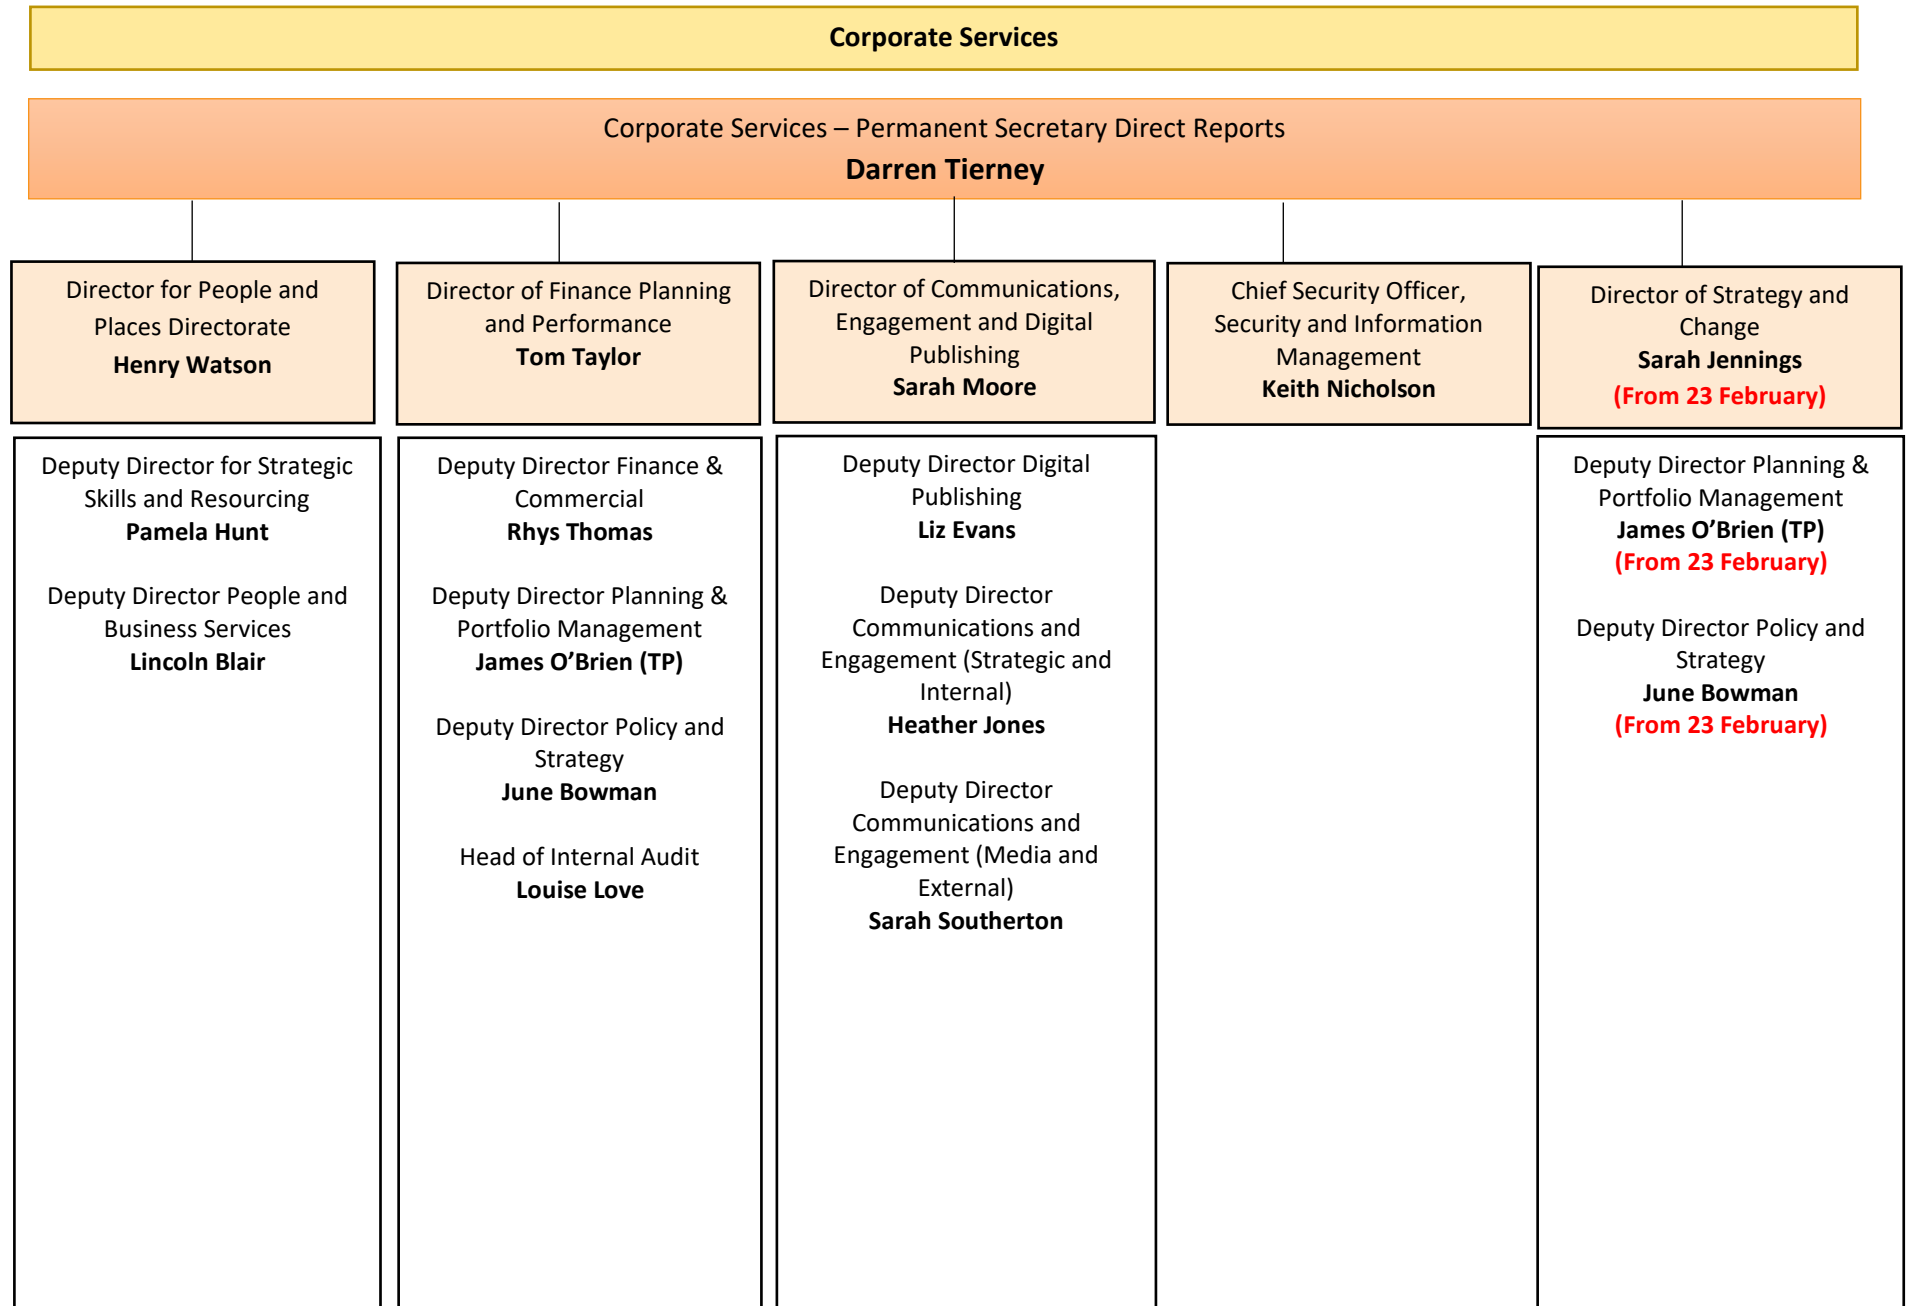 Corporate Services
Corporate Services – Permanent Secretary Direct Reports
Darren Tierney
Director for People and
Places Directorate
Henry Watson
Director of Finance Planning
and Performance
Tom Taylor
Director of Communications,
Engagement and Digital
Publishing
Sarah Moore
Chief Security Officer,
Security and Information
Management
Keith Nicholson
Director of Strategy and
Change
Sarah Jennings
(From 23 February)
Deputy Director for Strategic
Skills and Resourcing
Pamela Hunt
Deputy Director People and
Business Services
Lincoln Blair
Deputy Director Finance &
Commercial
Rhys Thomas
Deputy Director Planning &
Portfolio Management
James O’Brien (TP)
Deputy Director Policy and
Strategy
June Bowman
Head of Internal Audit
Louise Love
Deputy Director Digital
Publishing
Liz Evans
Deputy Director
Communications and
Engagement (Strategic and
Internal)
Heather Jones
Deputy Director
Communications and
Engagement (Media and
External)
Sarah Southerton
Deputy Director Planning &
Portfolio Management
James O’Brien (TP)
(From 23 February)
Deputy Director Policy and
Strategy
June Bowman
(From 23 February)